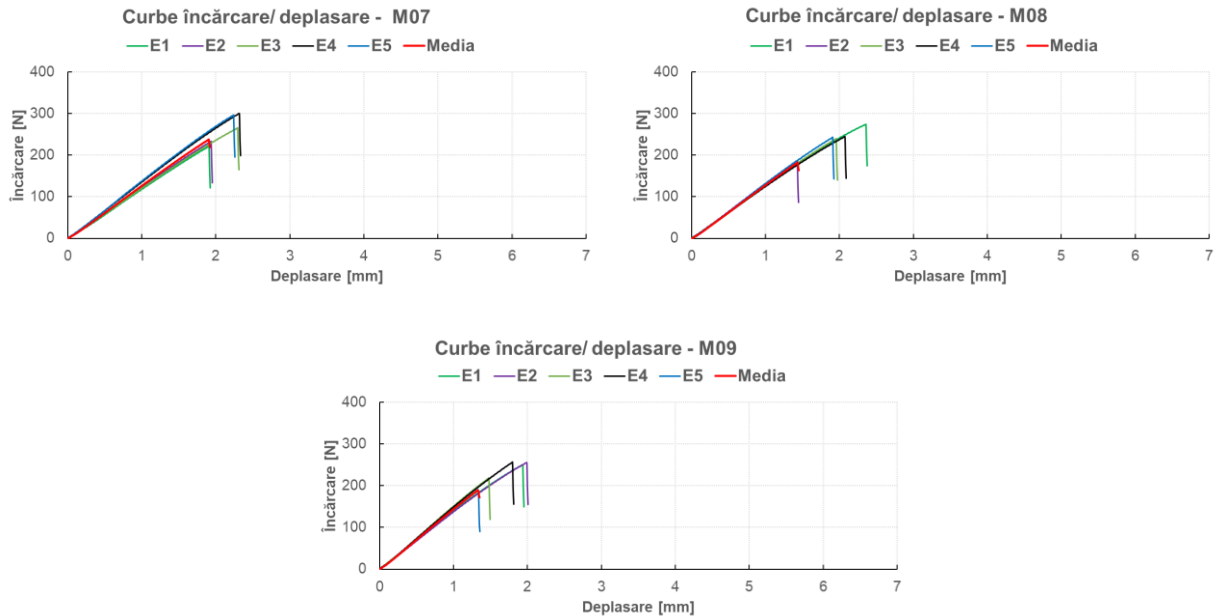 Curbe încărcare/ deplasare - M07
E1 E2 E3 E4 E5 Media
Încărcare [N]
400
300
200
100
0
0 1 2 3 4 5 6 7
Deplasare [mm]
Curbe încărcare/ deplasare - M08
E1 E2 E3 E4 E5 Media
Încărcare [N]
400
300
200
100
0
0 1 2 3 4 5 6 7
Deplasare [mm]
Curbe încărcare/ deplasare - M09
E1 E2 E3 E4 E5 Media
Încărcare [N]
400
300
200
100
0
0 1 2 3 4 5 6 7
Deplasare [mm]